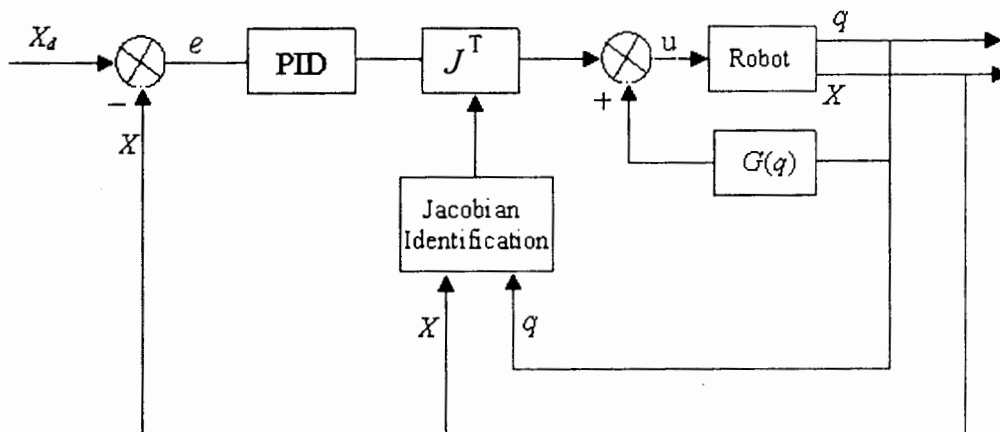 X_d
e
PID
J^T
u
Robot
q
X
−
X
+
G(q)
Jacobian
Identification
X
q